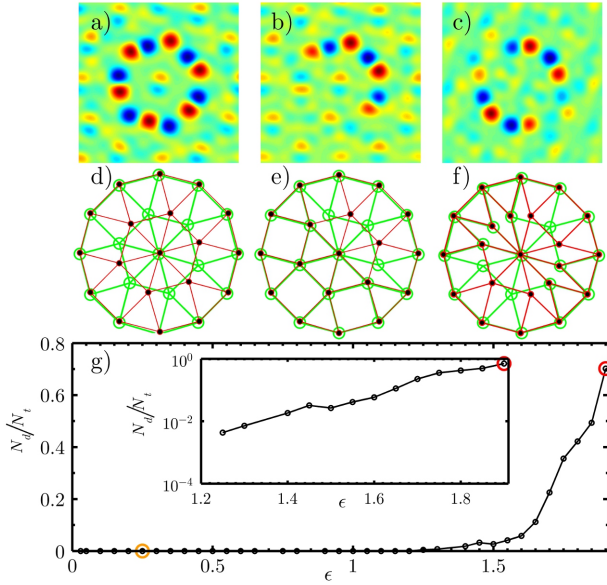 a) b) c)
d) e) f)
g)
N_d/N_t
0.8
0.6
0.4
0.2
0
0 0.5 1 1.5
ϵ
N_d/N_t
10^0
10^{-2}
10^{-4}
1.2 1.4 1.6 1.8
ϵ